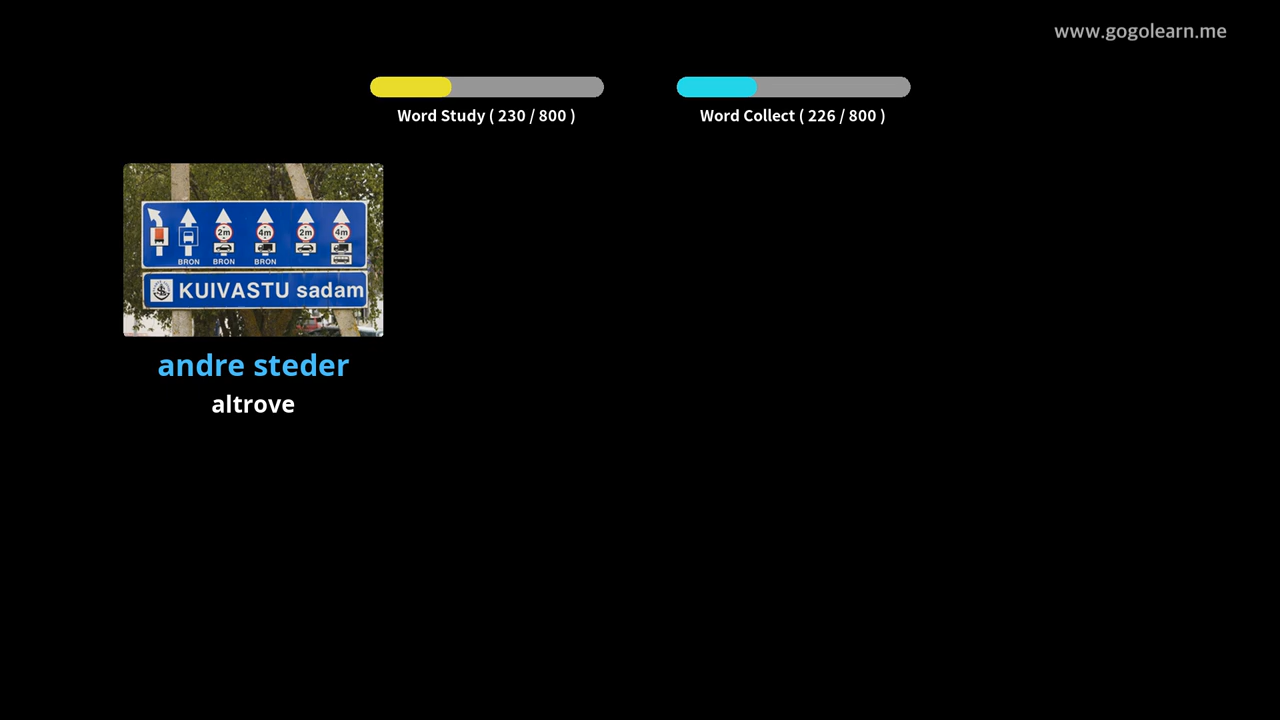 www.gogolearn.me
Word Study ( 230 / 800 )
Word Collect ( 226 / 800 )
2m 4m 2m 4m
BRON BRON BRON
KUIVASTU sadam
andre steder
altrove